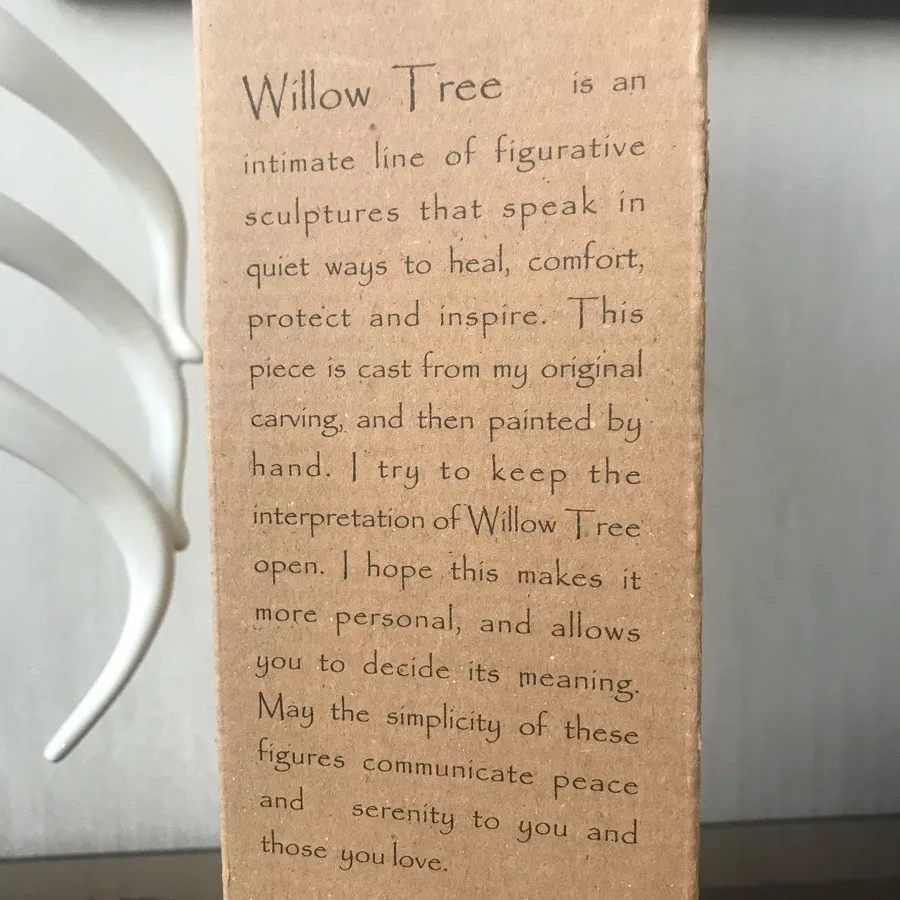 Willow Tree is an
intimate line of figurative
sculptures that speak in
quiet ways to heal, comfort,
protect and inspire. This
piece is cast from my original
carving, and then painted by
hand. I try to keep the
interpretation of Willow Tree
open. I hope this makes it
more personal, and allows
you to decide its meaning.
May the simplicity of these
figures communicate peace
and serenity to you and
those you love.